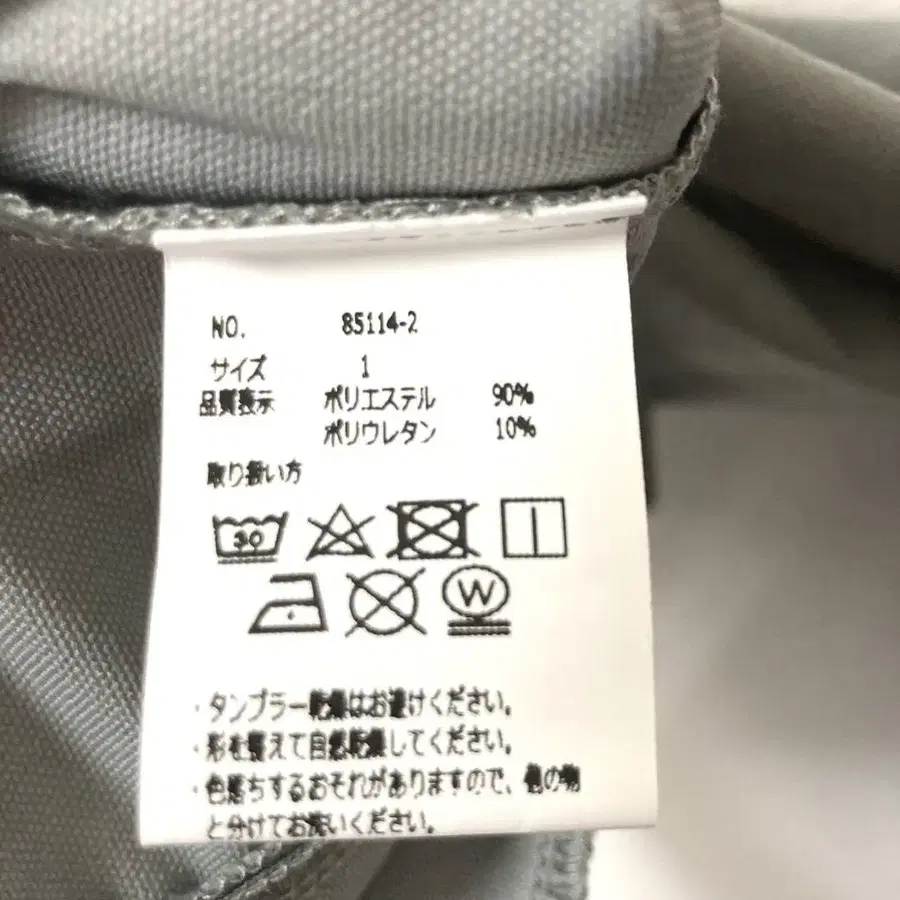 NO. 85114-2
サイズ 1
品質表示 ポリエステル 90%
ポリウレタン 10%
取り扱い方
30
W
・タンブラー乾燥はお避けください。
・形を整えて自然乾燥してください。
・色落ちするおそれがありますので、他の物
と分けてお洗いください。